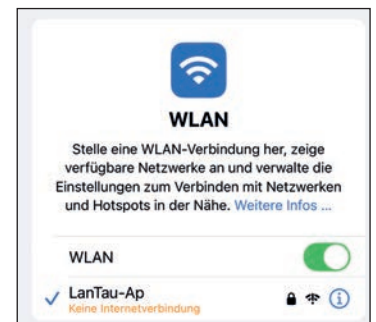 WLAN
Stelle eine WLAN-Verbindung her, zeige
verfügbare Netzwerke an und verwalte die
Einstellungen zum Verbinden mit Netzwerken
und Hotspots in der Nähe. Weitere Infos ...
WLAN
LanTau-Ap
Keine Internetverbindung